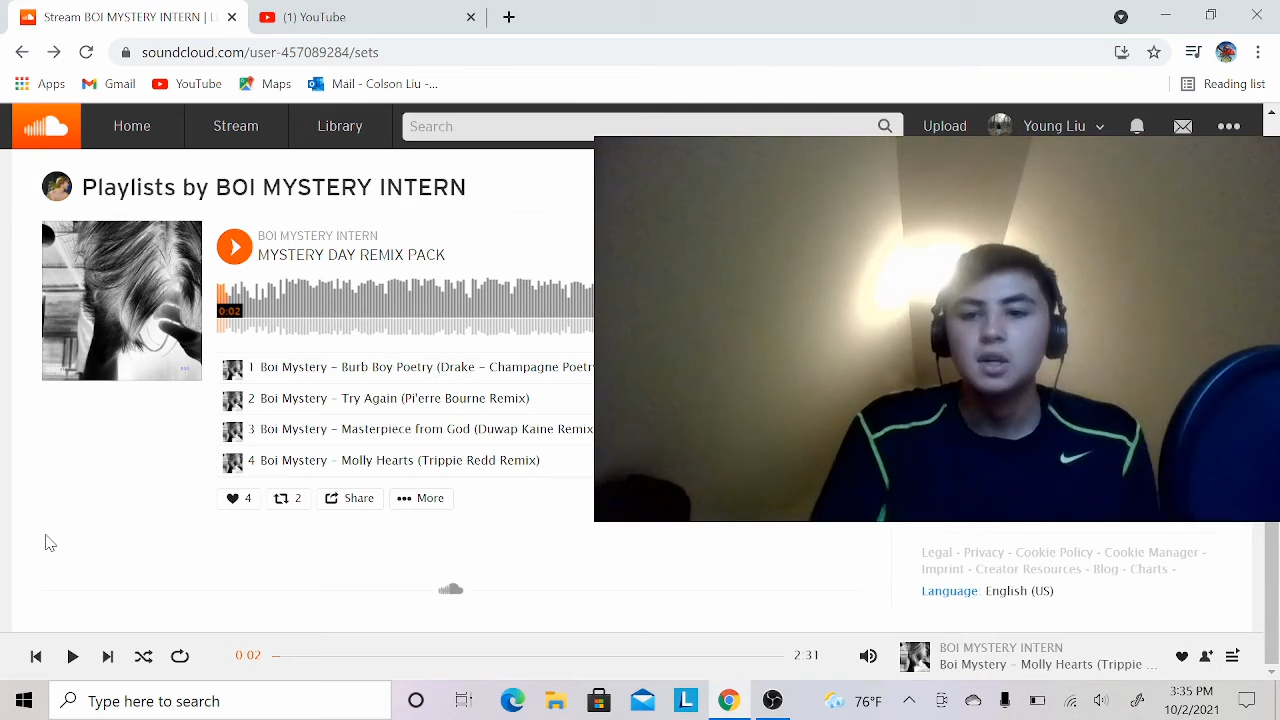 Stream BOI MYSTERY INTERN
(1) YouTube
soundcloud.com/user-457089284/sets
Apps
Gmail
YouTube
Maps
Mail - Colson Liu -...
Reading list
Home
Stream
Library
Search
Upload
Young Liu
Playlists by BOI MYSTERY INTERN
BOI MYSTERY INTERN
MYSTERY DAY REMIX PACK
0:02
1 Boi Mystery - Burb Boy Poetry (Drake - Champagne Poetr
2 Boi Mystery - Try Again (Pi'erre Bourne Remix)
3 Boi Mystery - Masterpiece from God (Duwap Kaine Remix
4 Boi Mystery - Molly Hearts (Trippie Redd Remix)
4
2
Share
More
Legal - Privacy - Cookie Policy - Cookie Manager -
Imprint - Creator Resources - Blog - Charts -
Language: English (US)
0:02
2:31
BOI MYSTERY INTERN
Boi Mystery - Molly Hearts (Trippie ...
Type here to search
L
76°F
3:35 PM
10/2/2021